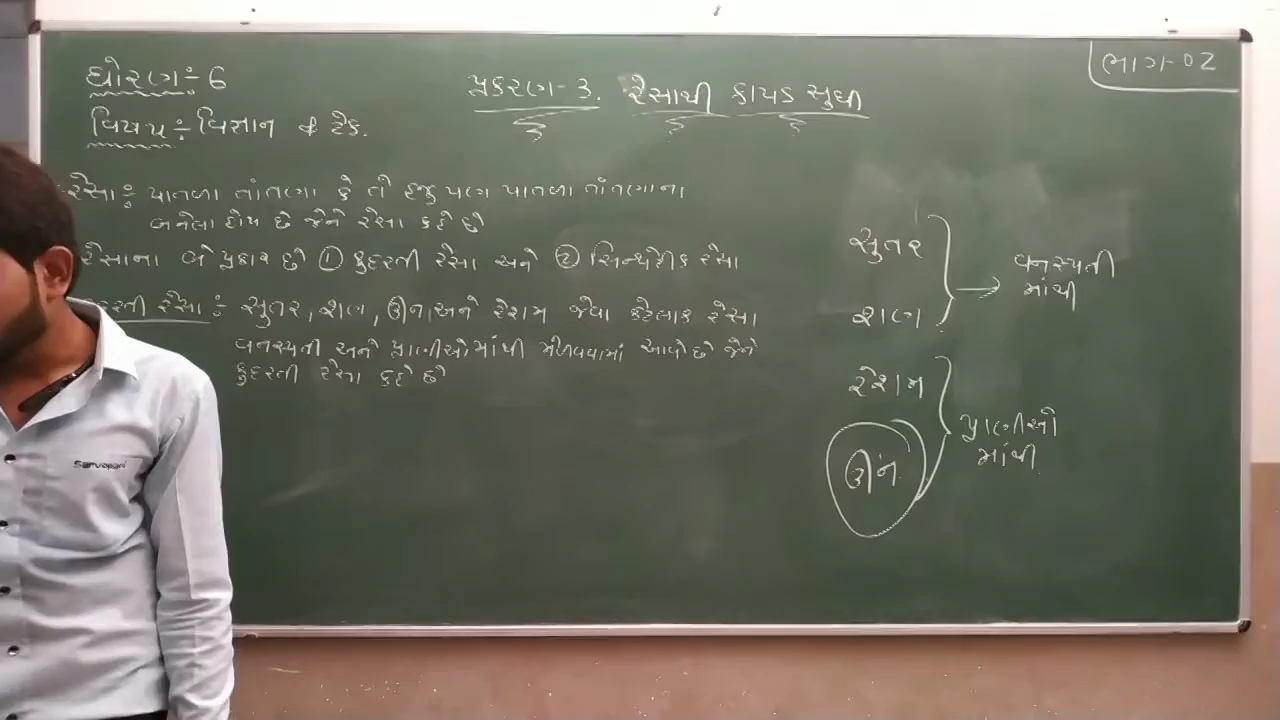 ધોરણ:- 6
પ્રકરણ-3. રેસાથી કાપડ સુધી
ભાગ-02
વિષય:- વિજ્ઞાન & ટેક.
રેસા:- પાતળા તાંતણા કે તે હજુ પણ પાતળા તાંતણાના
બનેલા હોય છે જેને રેસા કહે છે
રેસાના બે પ્રકાર છે ① કુદરતી રેસા અને ② સિન્થેટીક રેસા
રતી રેસા:- સુતર, શણ, ઊન, અને રેશમ જેવા કેટલાક રેસા
વનસ્પતી અને પ્રાણીઓમાંથી મેળવવામાં આવે છે જેને
કુદરતી રેસા કહે છે
સુતર
શણ
વનસ્પતી
માંથી
રેશમ
ઊન
પ્રાણીઓ
માંથી